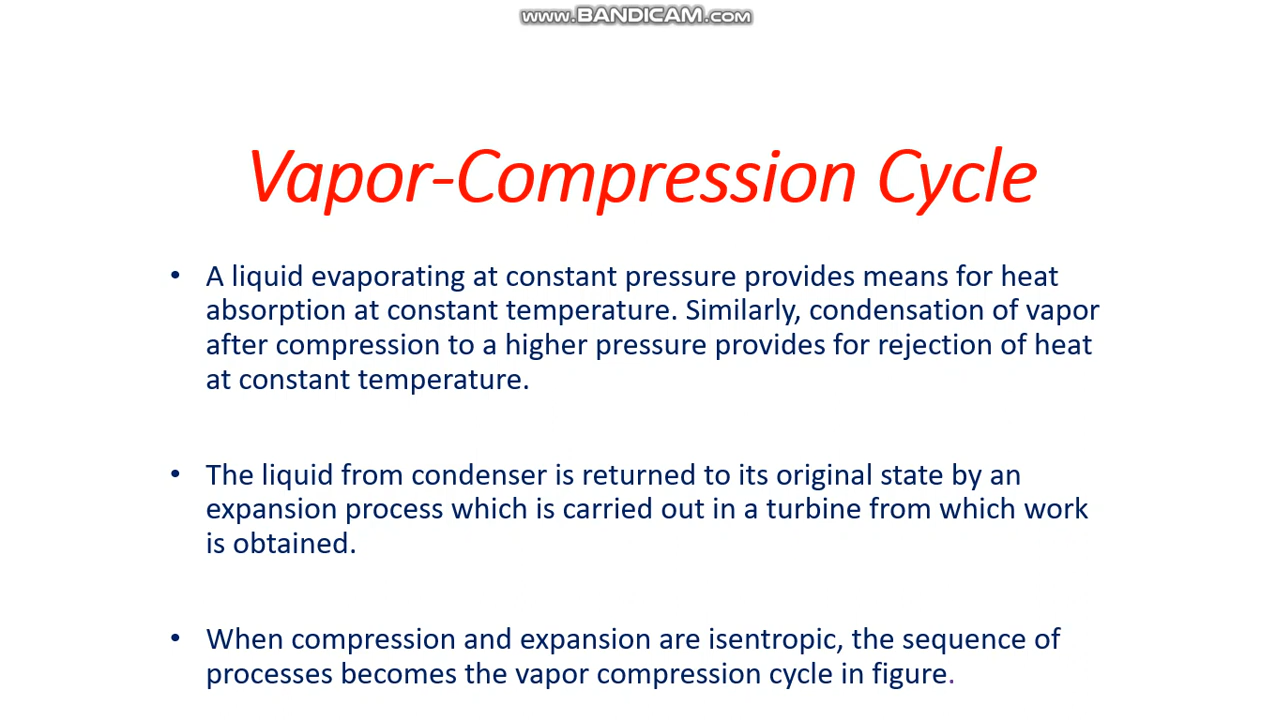 www.BANDICAM.com
Vapor-Compression Cycle
• A liquid evaporating at constant pressure provides means for heat
absorption at constant temperature. Similarly, condensation of vapor
after compression to a higher pressure provides for rejection of heat
at constant temperature.
• The liquid from condenser is returned to its original state by an
expansion process which is carried out in a turbine from which work
is obtained.
• When compression and expansion are isentropic, the sequence of
processes becomes the vapor compression cycle in figure.